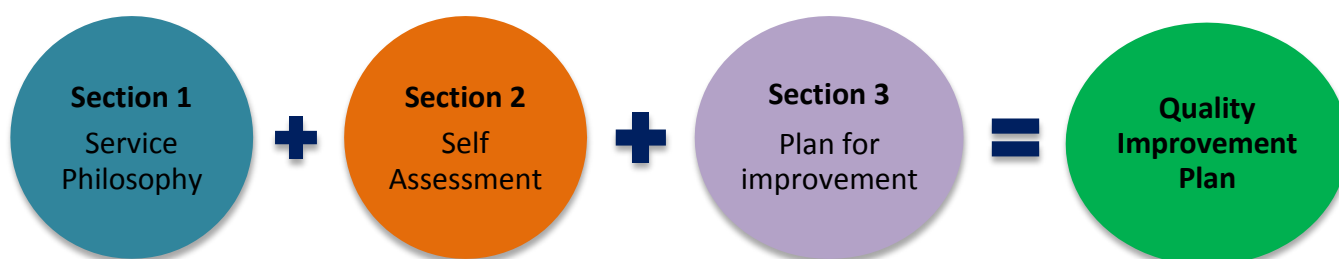 Section 1
Service
Philosophy
Section 2
Self
Assessment
Section 3
Plan for
improvement
Quality
Improvement
Plan